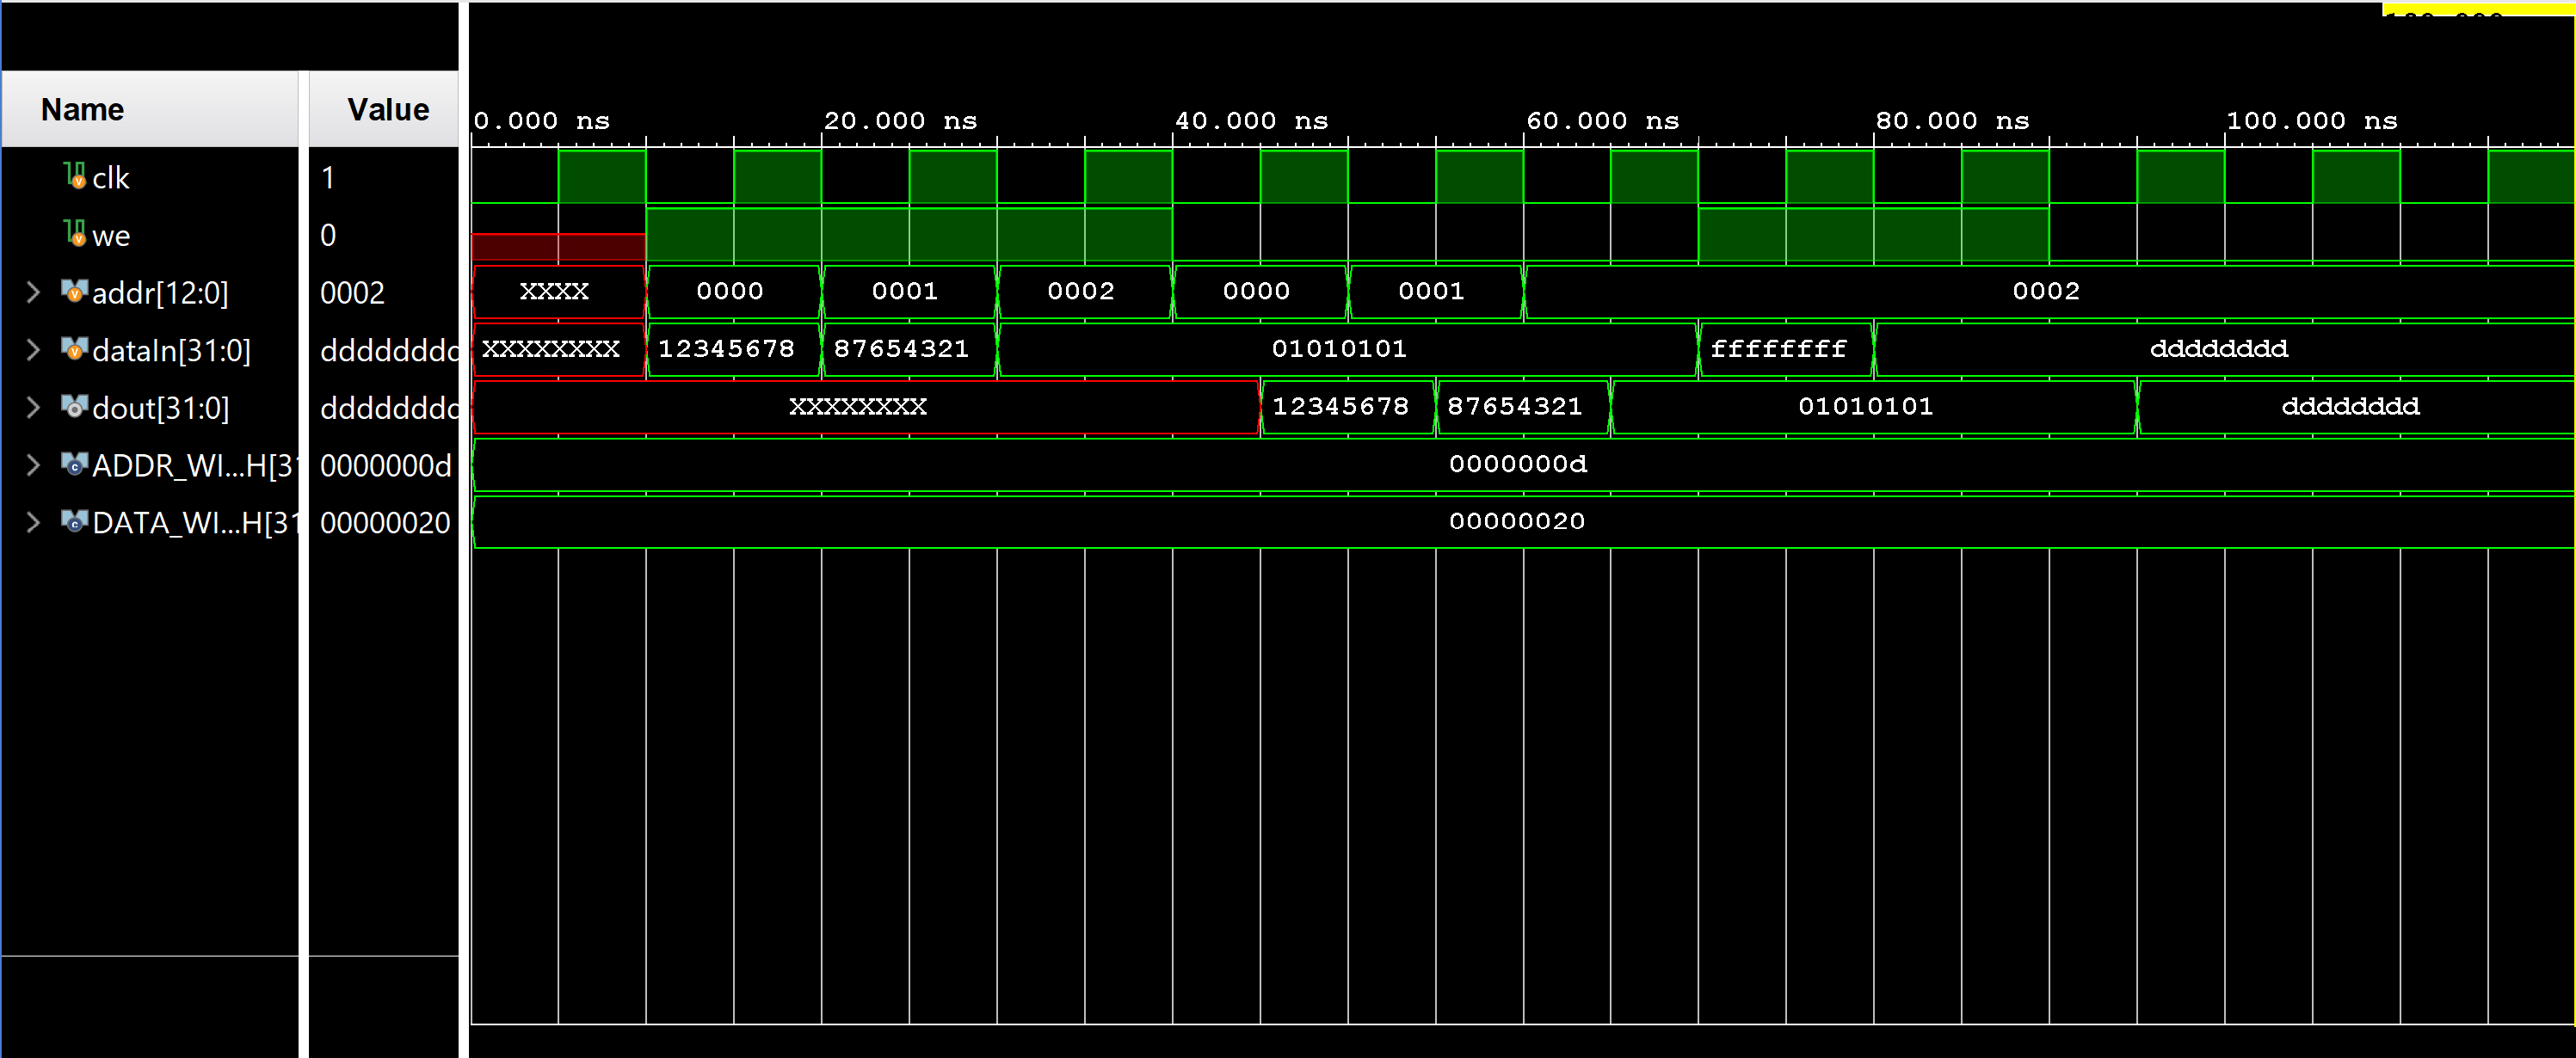 Name Value
0.000 ns 20.000 ns 40.000 ns 60.000 ns 80.000 ns 100.000 ns
clk 1
we 0
addr[12:0] 0002 XXXX 0000 0001 0002 0000 0001 0002
dataIn[31:0] dddddddd XXXXXXXX 12345678 87654321 01010101 ffffffff dddddddd
dout[31:0] dddddddd XXXXXXXX 12345678 87654321 01010101 dddddddd
ADDR_WI...H[31 0000000d 0000000d
DATA_WI...H[31 00000020 00000020